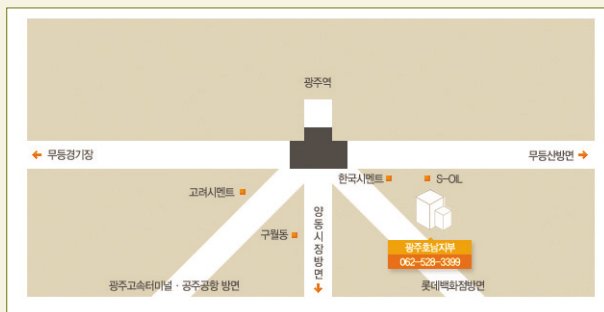 광주역
무등경기장
무등산방면
한국시멘트
S-OIL
고려시멘트
구월동
양동시장방면
광주호남지부
062-528-3399
광주고속터미널 · 공주공항 방면
롯데백화점방면